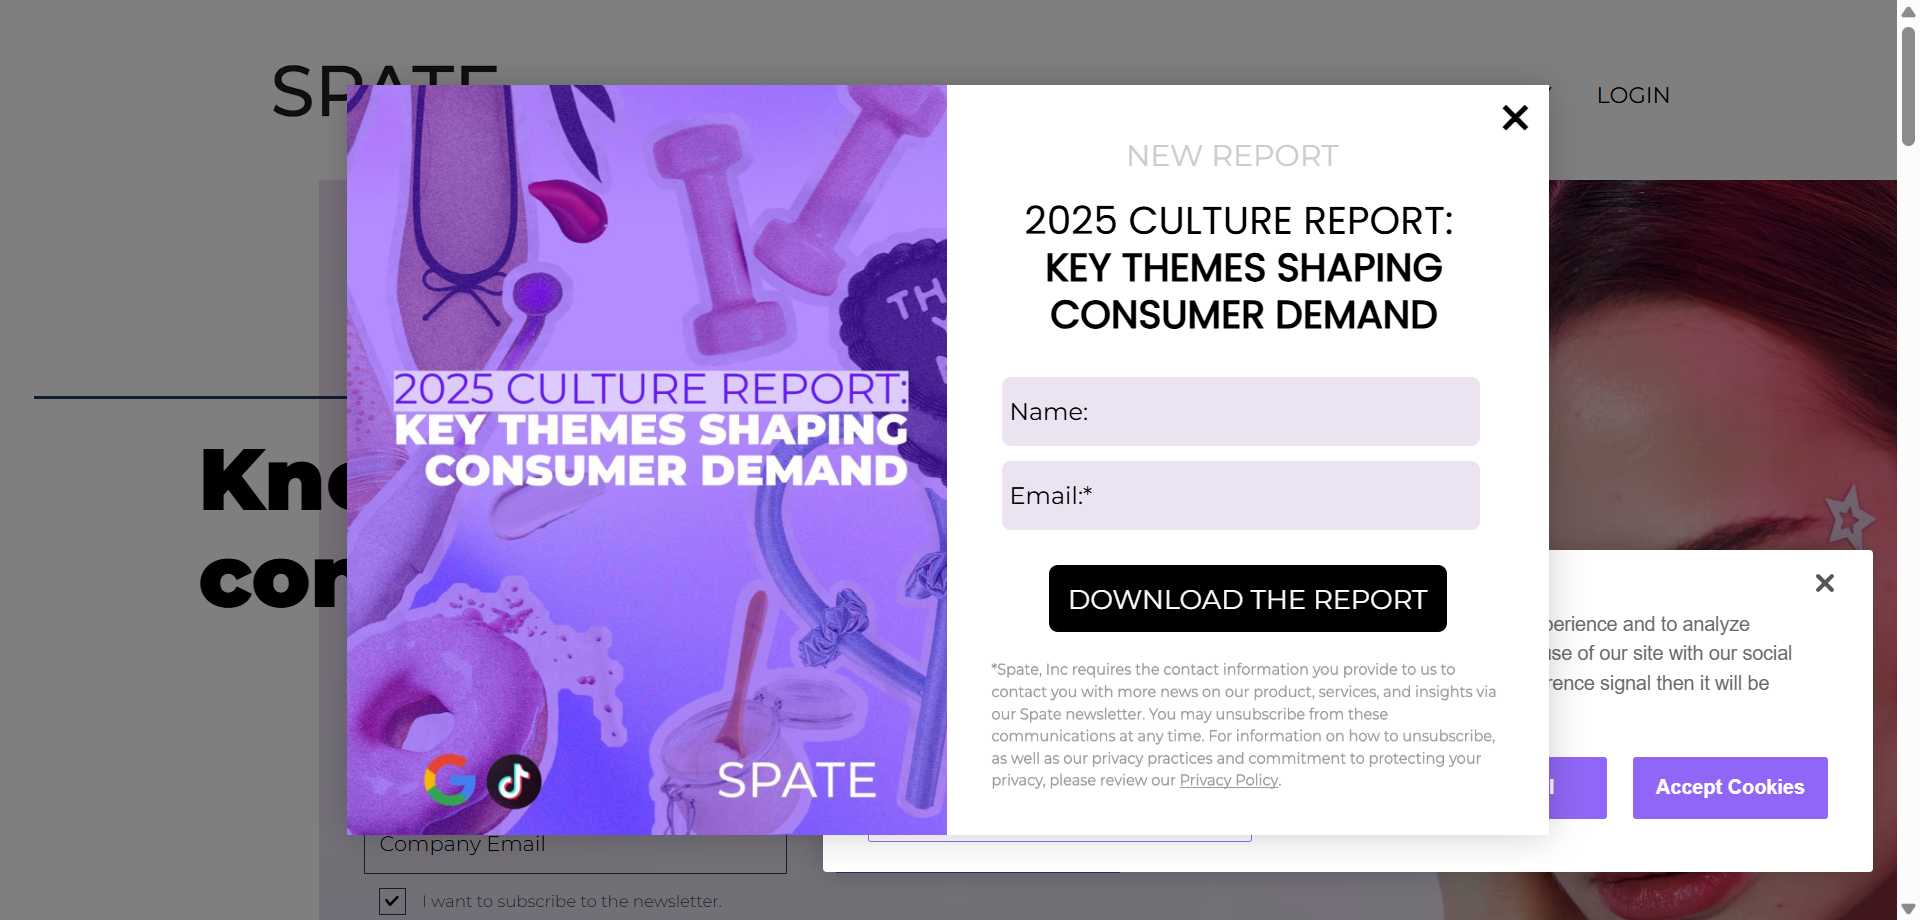 SPATE
LOGIN
NEW REPORT
2025 CULTURE REPORT:
KEY THEMES SHAPING
CONSUMER DEMAND
Name:
Email:*
DOWNLOAD THE REPORT
*Spate, Inc requires the contact information you provide to us to
contact you with more news on our product, services, and insights via
our Spate newsletter. You may unsubscribe from these
communications at any time. For information on how to unsubscribe,
as well as our privacy practices and commitment to protecting your
privacy, please review our Privacy Policy.
2025 CULTURE REPORT:
KEY THEMES SHAPING
CONSUMER DEMAND
SPATE
and to analyze
of our site with our social
signal then it will be
Accept Cookies
Company Email
I want to subscribe to the newsletter.